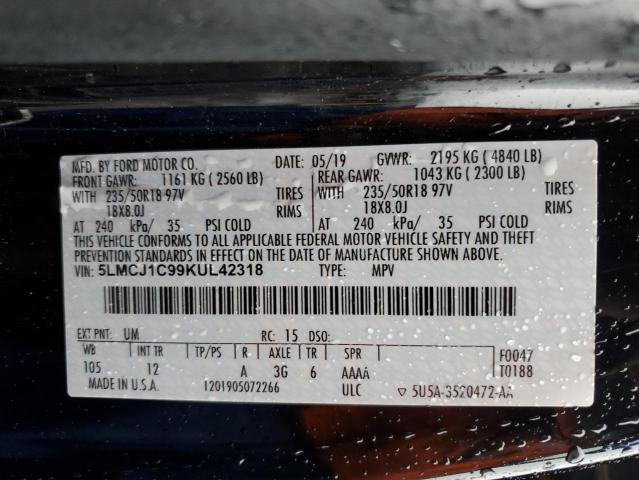 MFD. BY FORD MOTOR CO. DATE: 05/19 GVWR: 2195 KG ( 4840 LB)
FRONT GAWR: 1161 KG ( 2560 LB) REAR GAWR: 1043 KG ( 2300 LB)
WITH 235/50R18 97V TIRES WITH 235/50R18 97V TIRES
18X8.0J RIMS 18X8.0J RIMS
AT 240 kPa/ 35 PSI COLD AT 240 kPa/ 35 PSI COLD
THIS VEHICLE CONFORMS TO ALL APPLICABLE FEDERAL MOTOR VEHICLE SAFETY AND THEFT
PREVENTION STANDARDS IN EFFECT ON THE DATE OF MANUFACTURE SHOWN ABOVE.
VIN: 5LMCJ1C99KUL42318 TYPE: MPV
EXT PNT: UM RC: 15 DSO:
WB INT TR TP/PS R AXLE TR SPR F0047
105 12 A 3G 6 AAAA T0188
MADE IN U.S.A. 1201905072266 ULC 5U5A-3520472-AA